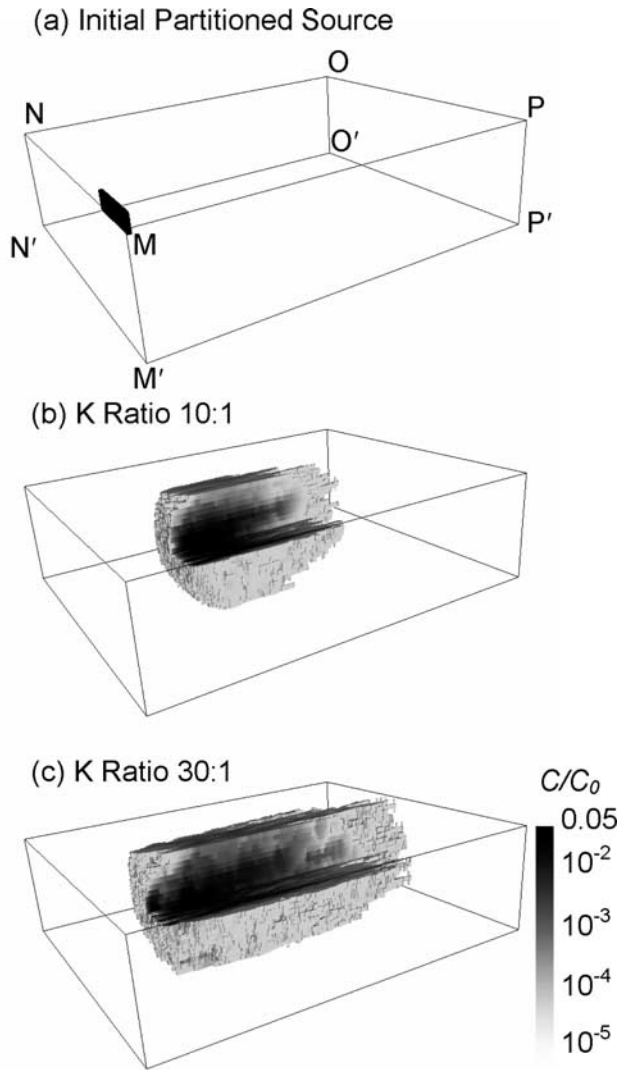 (a) Initial Partitioned Source
O
N
P
O′
N′
M
P′
M′
(b) K Ratio 10:1
(c) K Ratio 30:1
C/C₀
0.05
10⁻²
10⁻³
10⁻⁴
10⁻⁵